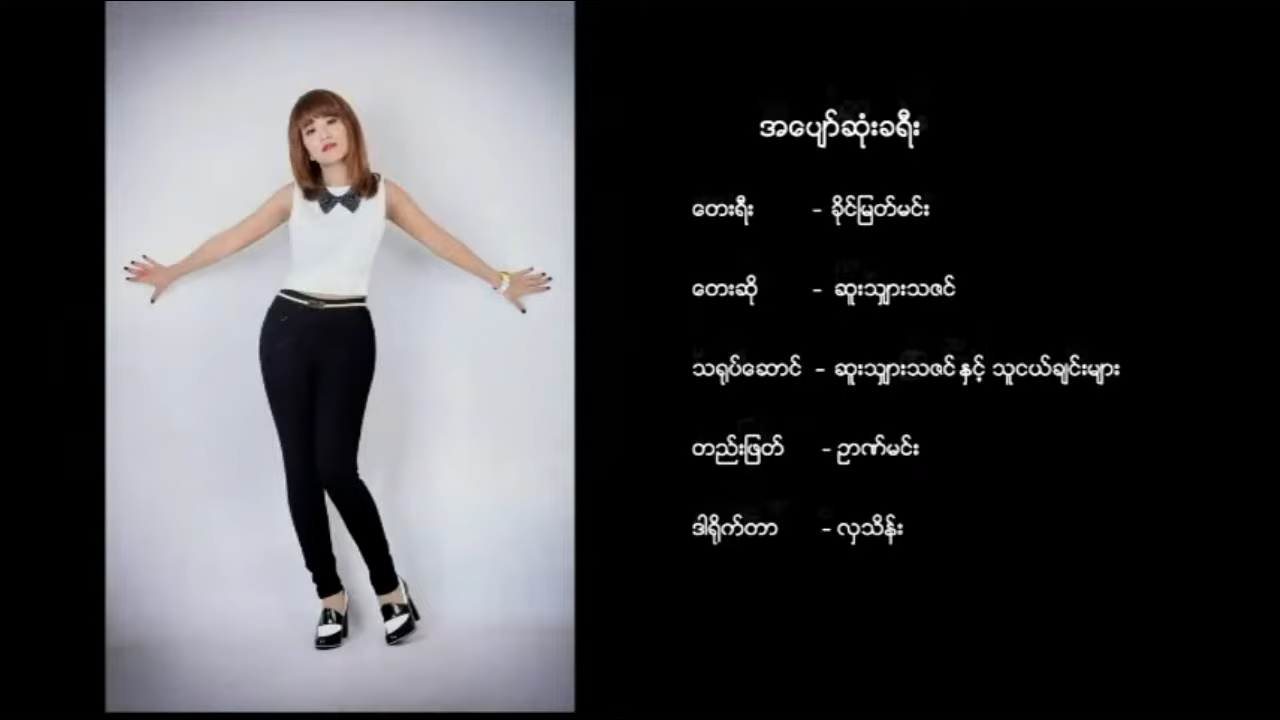 အပျော်ဆုံးခရီး
တေးရီး - ခိုင်မြတ်မင်း
တေးဆို - ဆူးသျှားသဇင်
သရုပ်ဆောင် - ဆူးသျှားသဇင် နှင့် သူငယ်ချင်းများ
တည်းဖြတ် - ဉာဏ်မင်း
ဒါရိုက်တာ - လှသိန်း